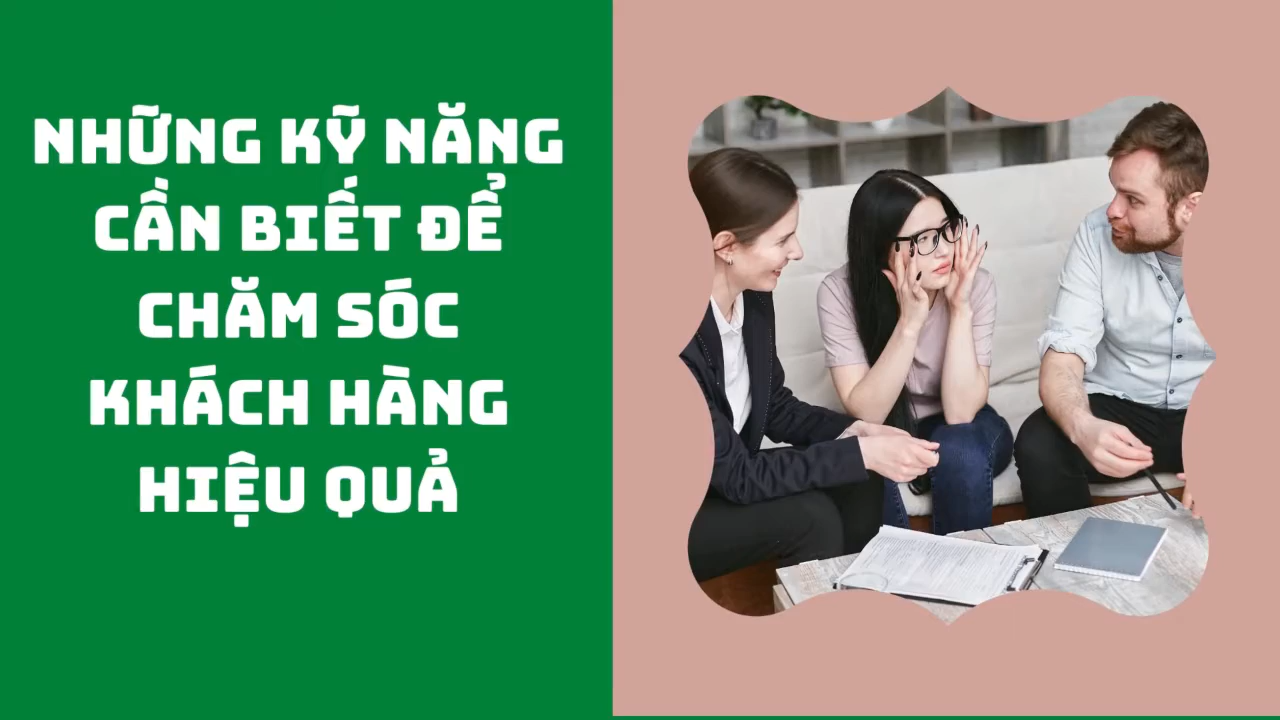 NHỮNG KỸ NĂNG
CẦN BIẾT ĐỂ
CHĂM SÓC
KHÁCH HÀNG
HIỆU QUẢ